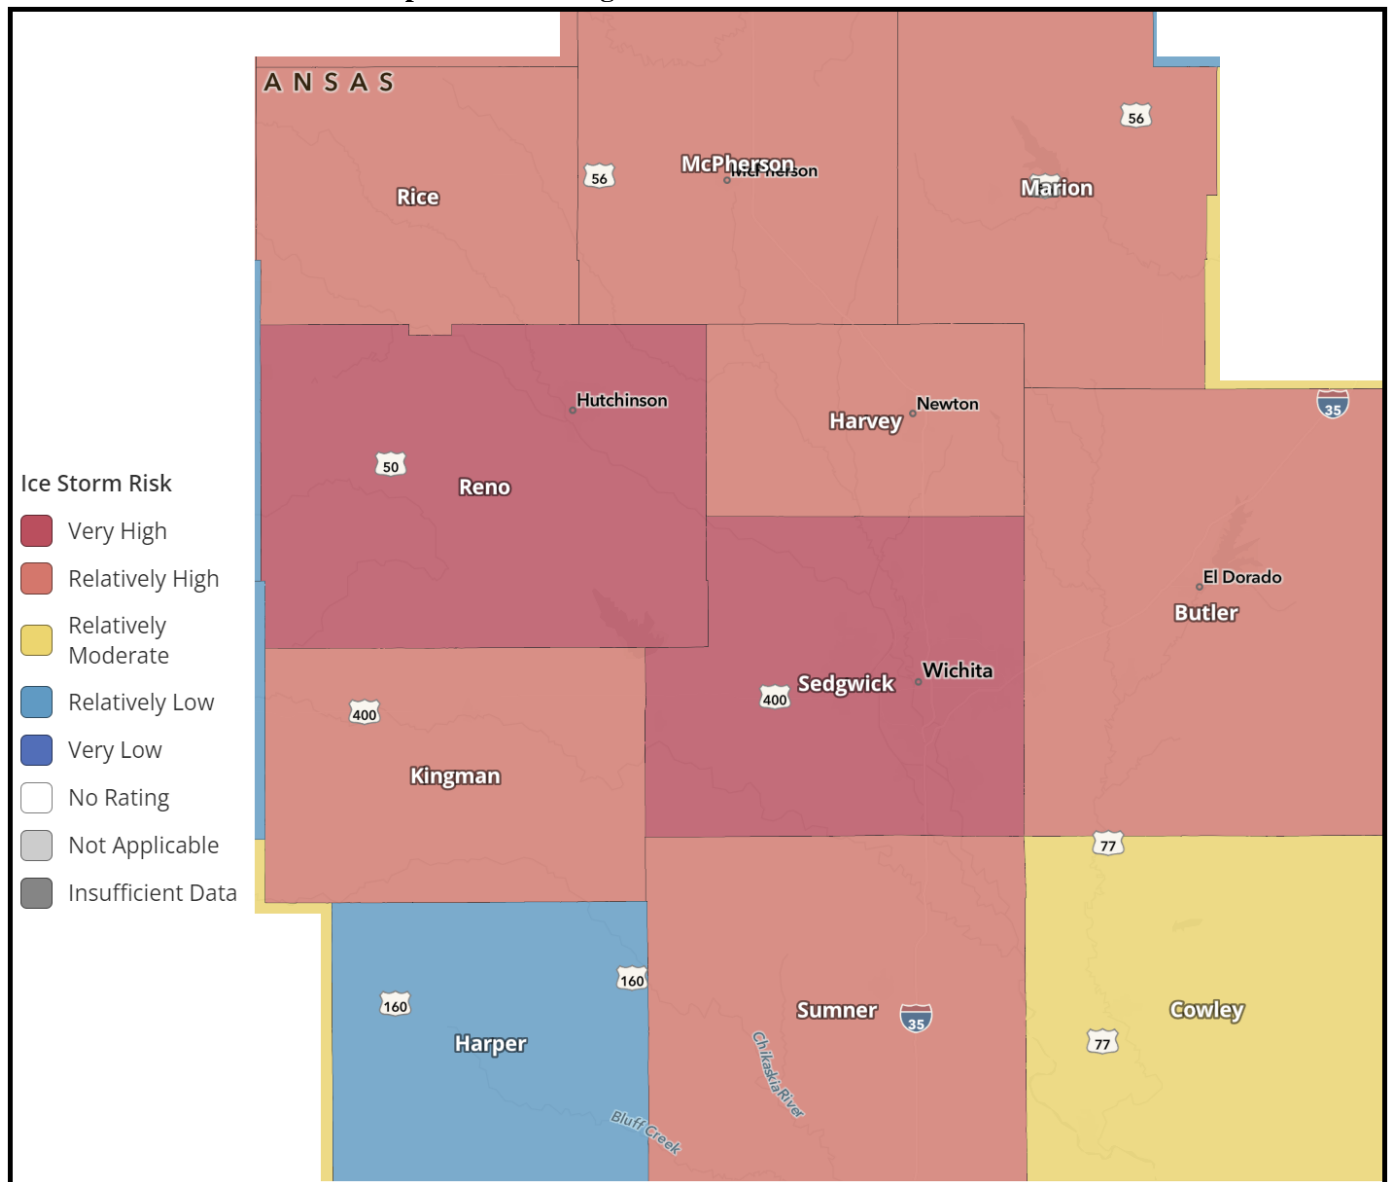 ANSAS
56
McPherson
McPherson
56
Marion
Rice
35
Hutchinson
Newton
Harvey
50
Reno
Ice Storm Risk
Very High
Relatively High
Relatively
Moderate
Relatively Low
Very Low
No Rating
Not Applicable
Insufficient Data
El Dorado
Butler
Wichita
Sedgwick
400
400
Kingman
77
160
160
Harper
Sumner
35
Cowley
77
Chikaskia River
Bluff Creek